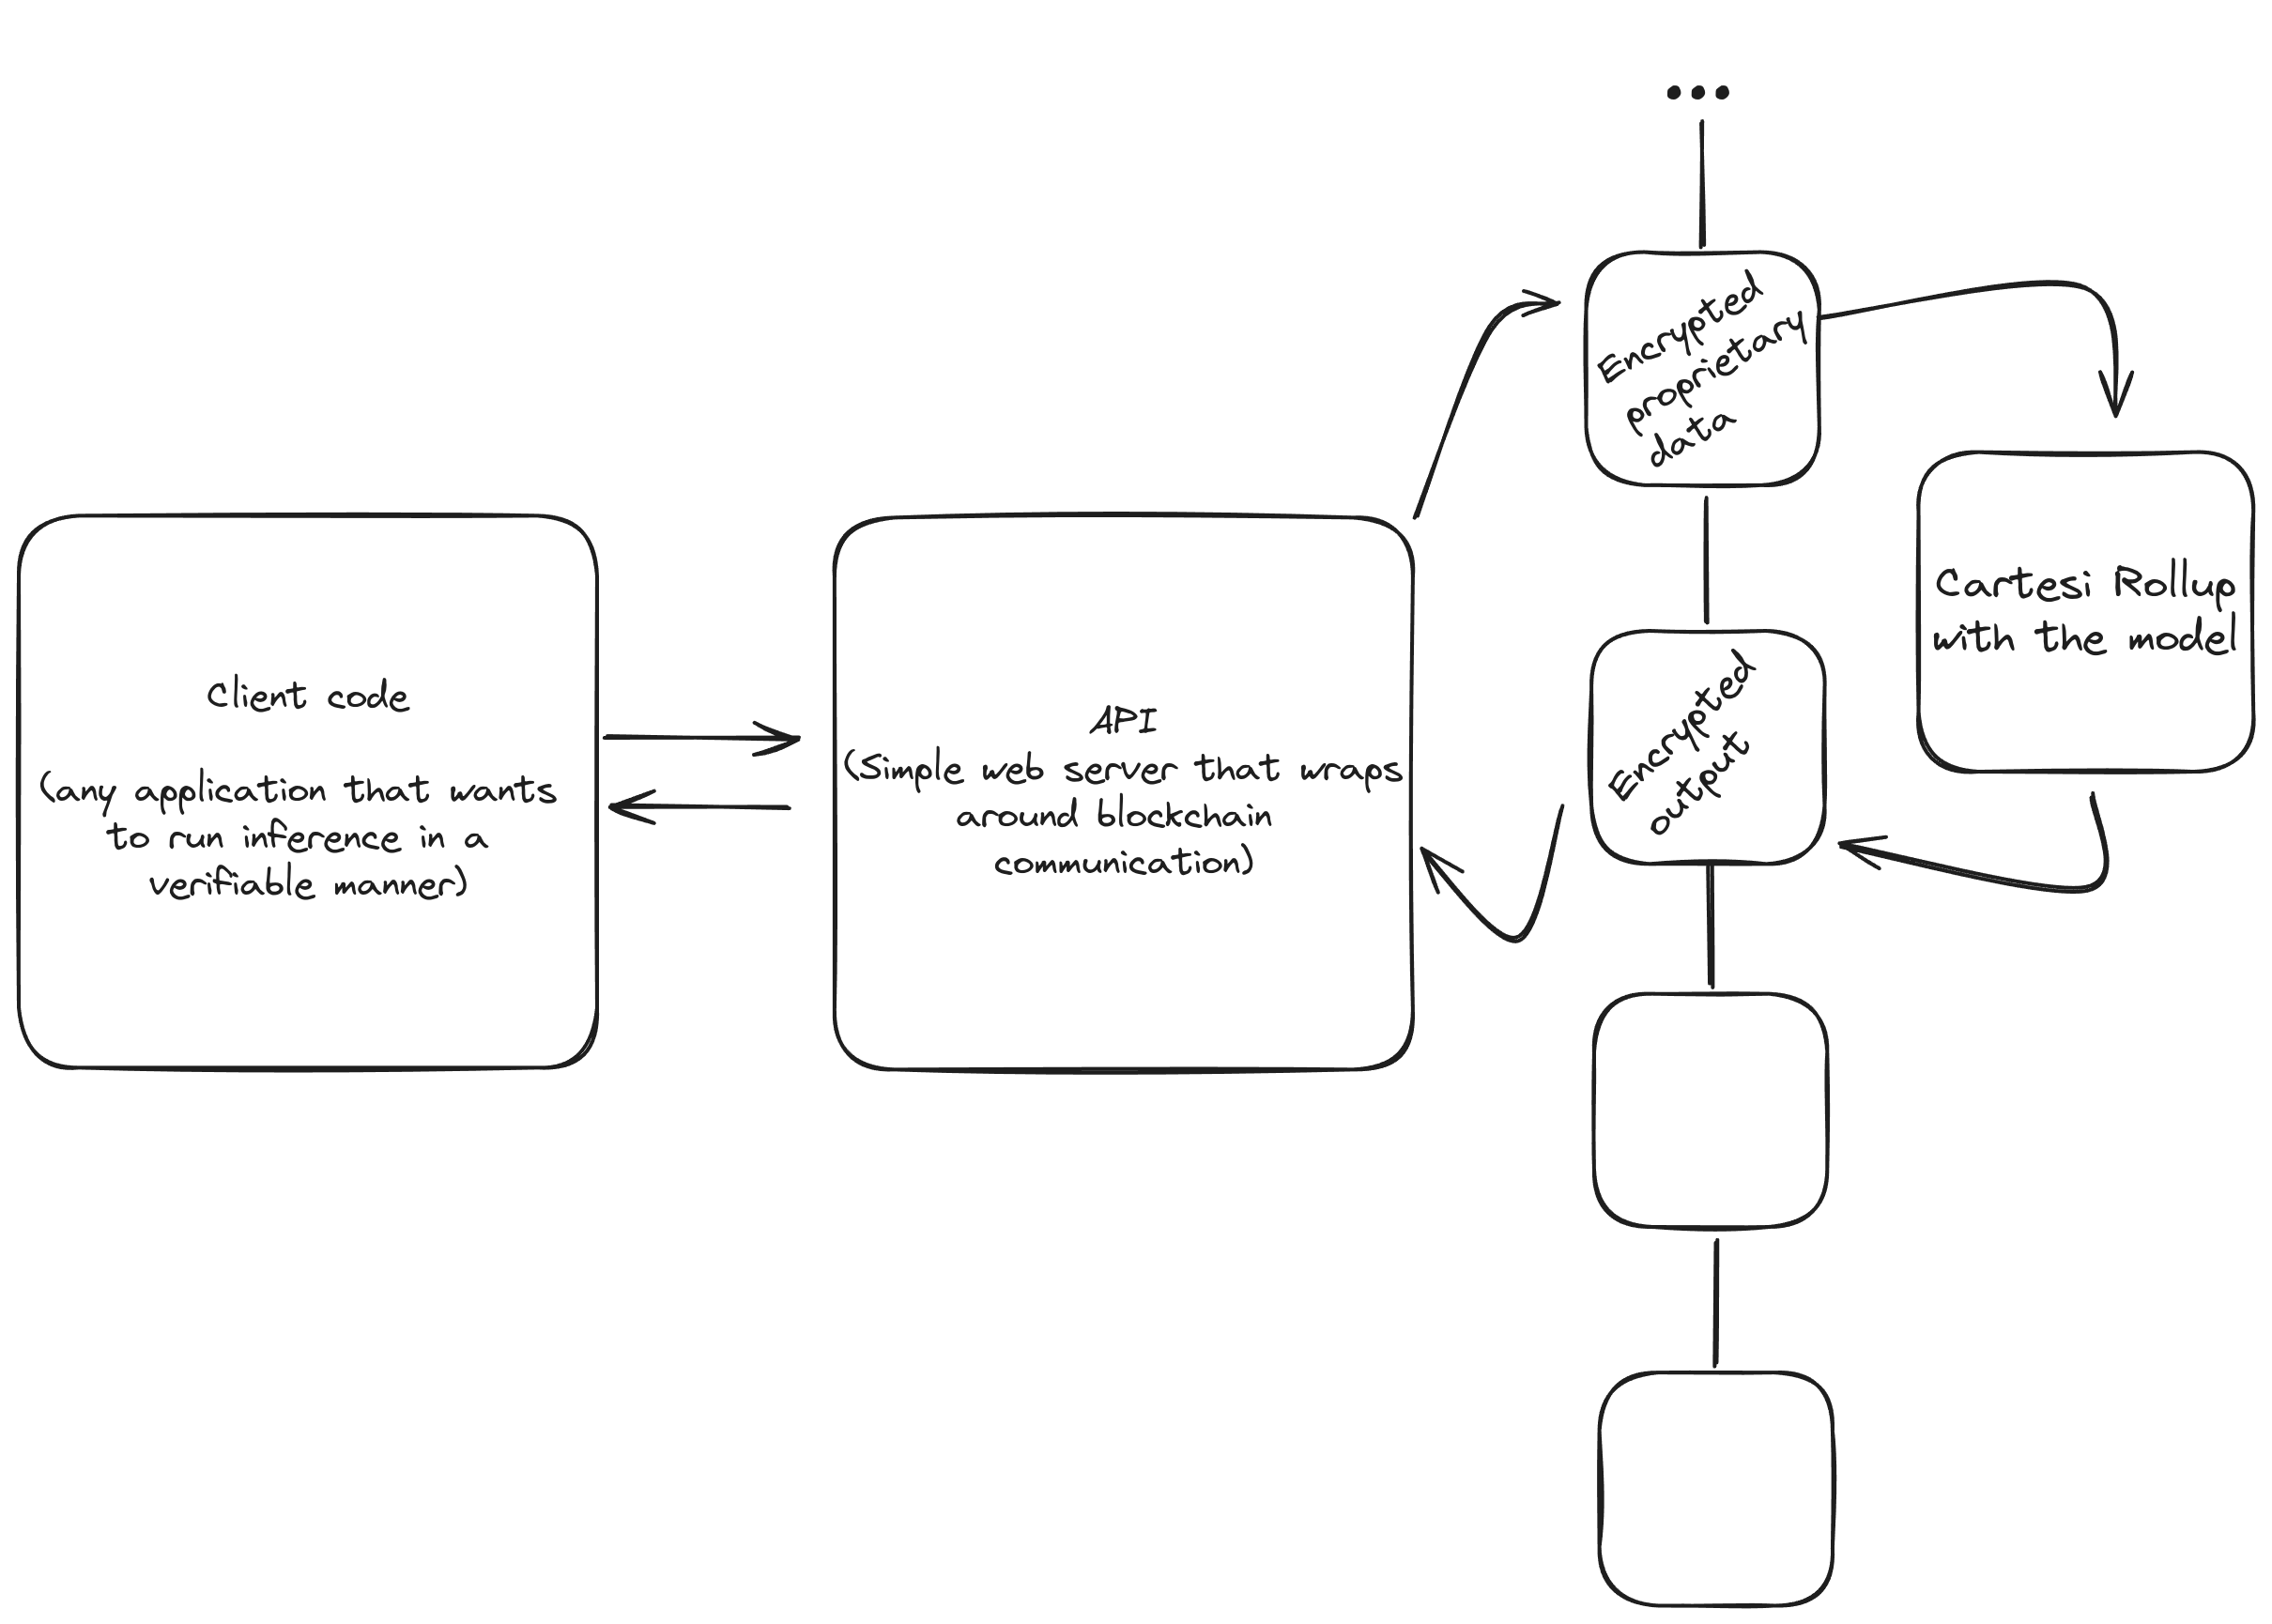 ...
Encrypted
proprietary
data
Cartesi Rollup
with the model
Client code
(any application that wants
to run inference in a
verifiable manner)
API
(Simple web server that wraps
around blockchain
communication)
Encrypted
output